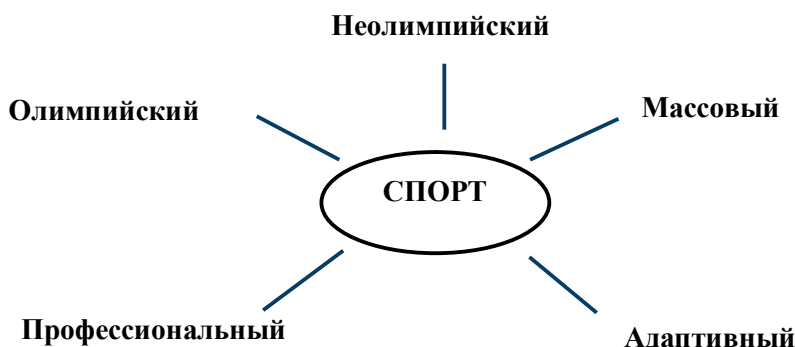 Неолимпийский
Олимпийский
Массовый
СПОРТ
Профессиональный
Адаптивный